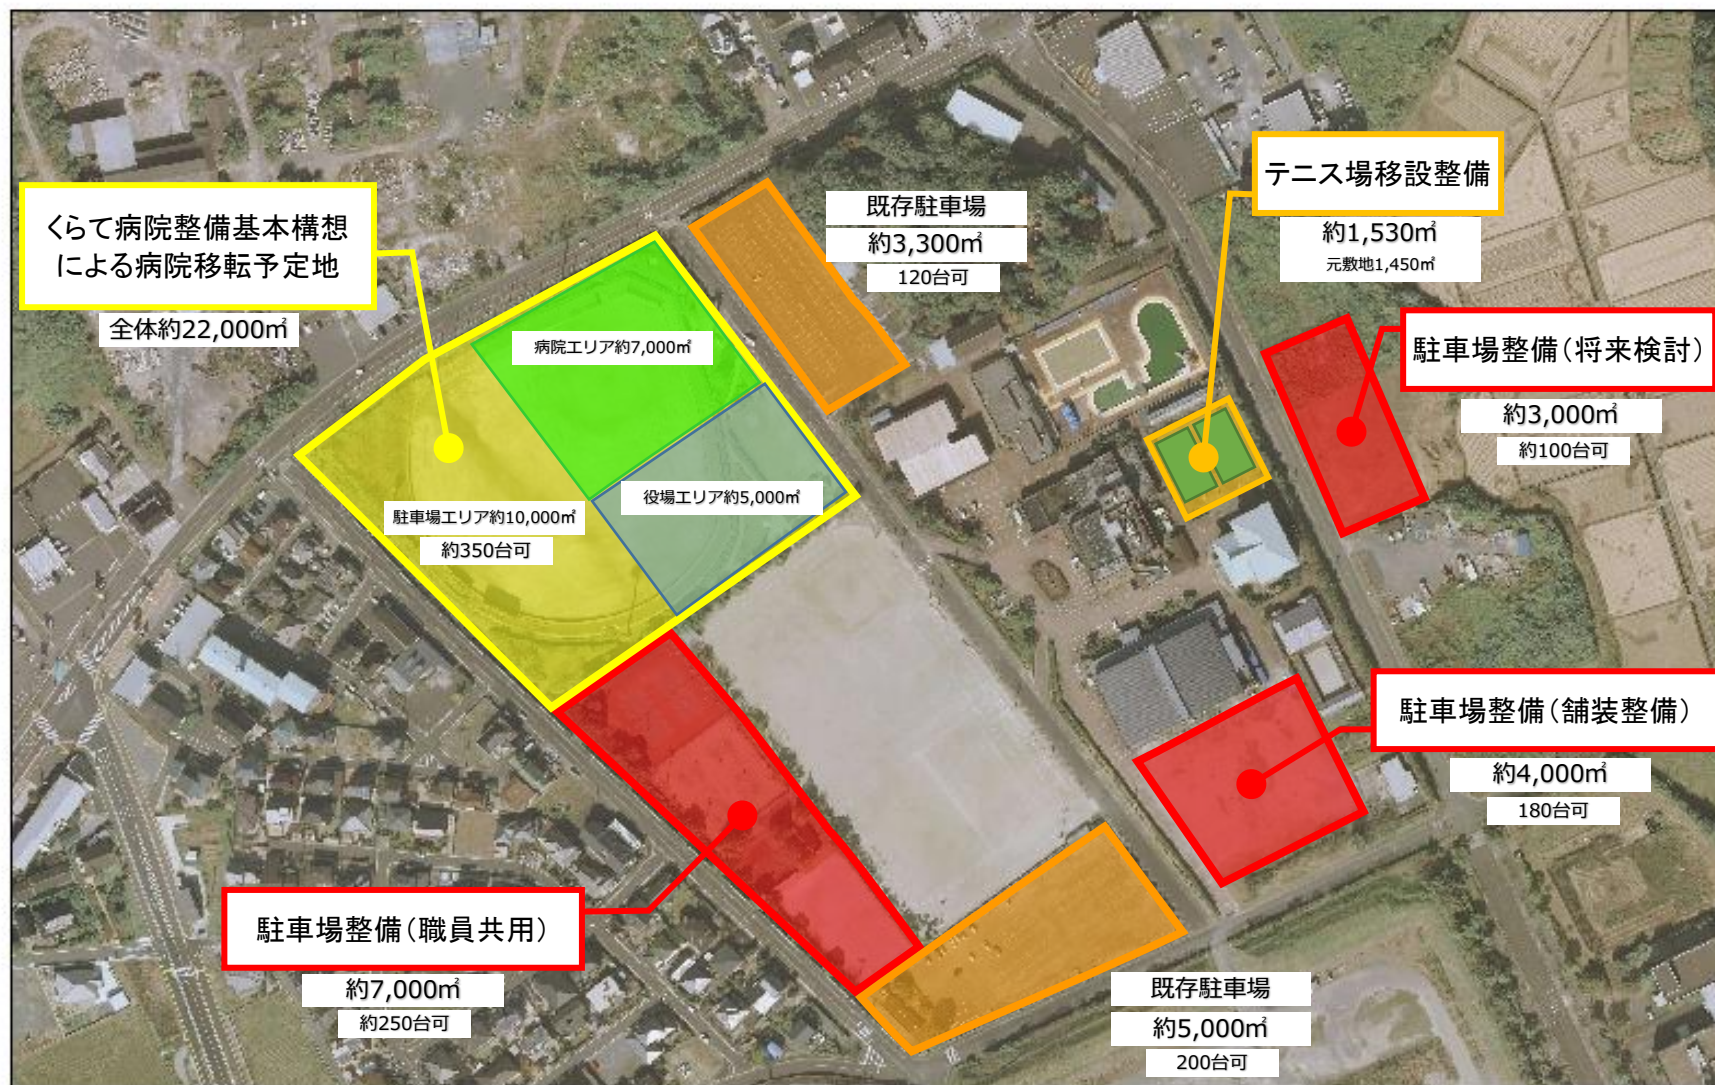 くらて病院整備基本構想
による病院移転予定地
全体約22,000㎡
既存駐車場
約3,300㎡
120台可
テニス場移設整備
約1,530㎡
元敷地1,450㎡
病院エリア約7,000㎡
駐車場整備（将来検討）
約3,000㎡
約100台可
役場エリア約5,000㎡
駐車場エリア約10,000㎡
約350台可
駐車場整備（舗装整備）
約4,000㎡
180台可
駐車場整備（職員共用）
約7,000㎡
約250台可
既存駐車場
約5,000㎡
200台可